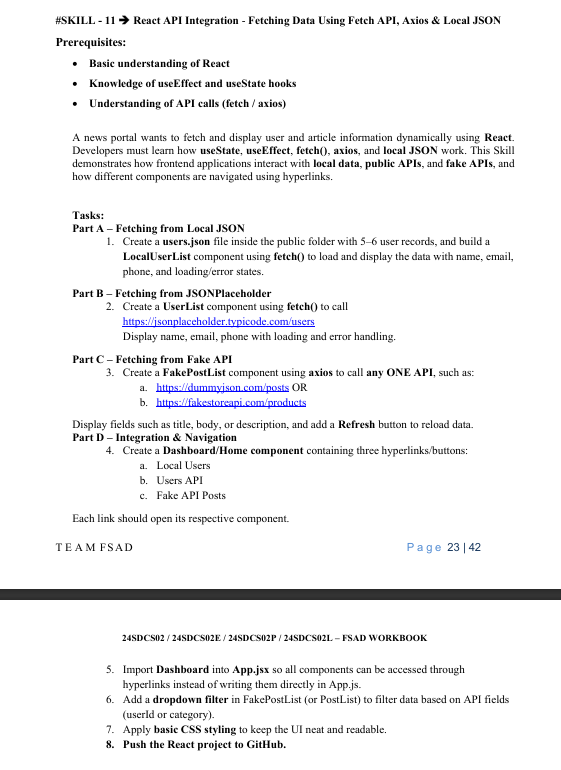 #SKILL - 11 ➔ React API Integration - Fetching Data Using Fetch API, Axios & Local JSON
Prerequisites:
• Basic understanding of React
• Knowledge of useEffect and useState hooks
• Understanding of API calls (fetch / axios)
A news portal wants to fetch and display user and article information dynamically using React.
Developers must learn how useState, useEffect, fetch(), axios, and local JSON work. This Skill
demonstrates how frontend applications interact with local data, public APIs, and fake APIs, and
how different components are navigated using hyperlinks.
Tasks:
Part A – Fetching from Local JSON
1. Create a users.json file inside the public folder with 5–6 user records, and build a
LocalUserList component using fetch() to load and display the data with name, email,
phone, and loading/error states.
Part B – Fetching from JSONPlaceholder
2. Create a UserList component using fetch() to call
https://jsonplaceholder.typicode.com/users
Display name, email, phone with loading and error handling.
Part C – Fetching from Fake API
3. Create a FakePostList component using axios to call any ONE API, such as:
a. https://dummyjson.com/posts OR
b. https://fakestoreapi.com/products
Display fields such as title, body, or description, and add a Refresh button to reload data.
Part D – Integration & Navigation
4. Create a Dashboard/Home component containing three hyperlinks/buttons:
a. Local Users
b. Users API
c. Fake API Posts
Each link should open its respective component.
TEAM FSAD Page 23 | 42
24SDCS02 / 24SDCS02E / 24SDCS02P / 24SDCS02L – FSAD WORKBOOK
5. Import Dashboard into App.jsx so all components can be accessed through
hyperlinks instead of writing them directly in App.js.
6. Add a dropdown filter in FakePostList (or PostList) to filter data based on API fields
(userId or category).
7. Apply basic CSS styling to keep the UI neat and readable.
8. Push the React project to GitHub.